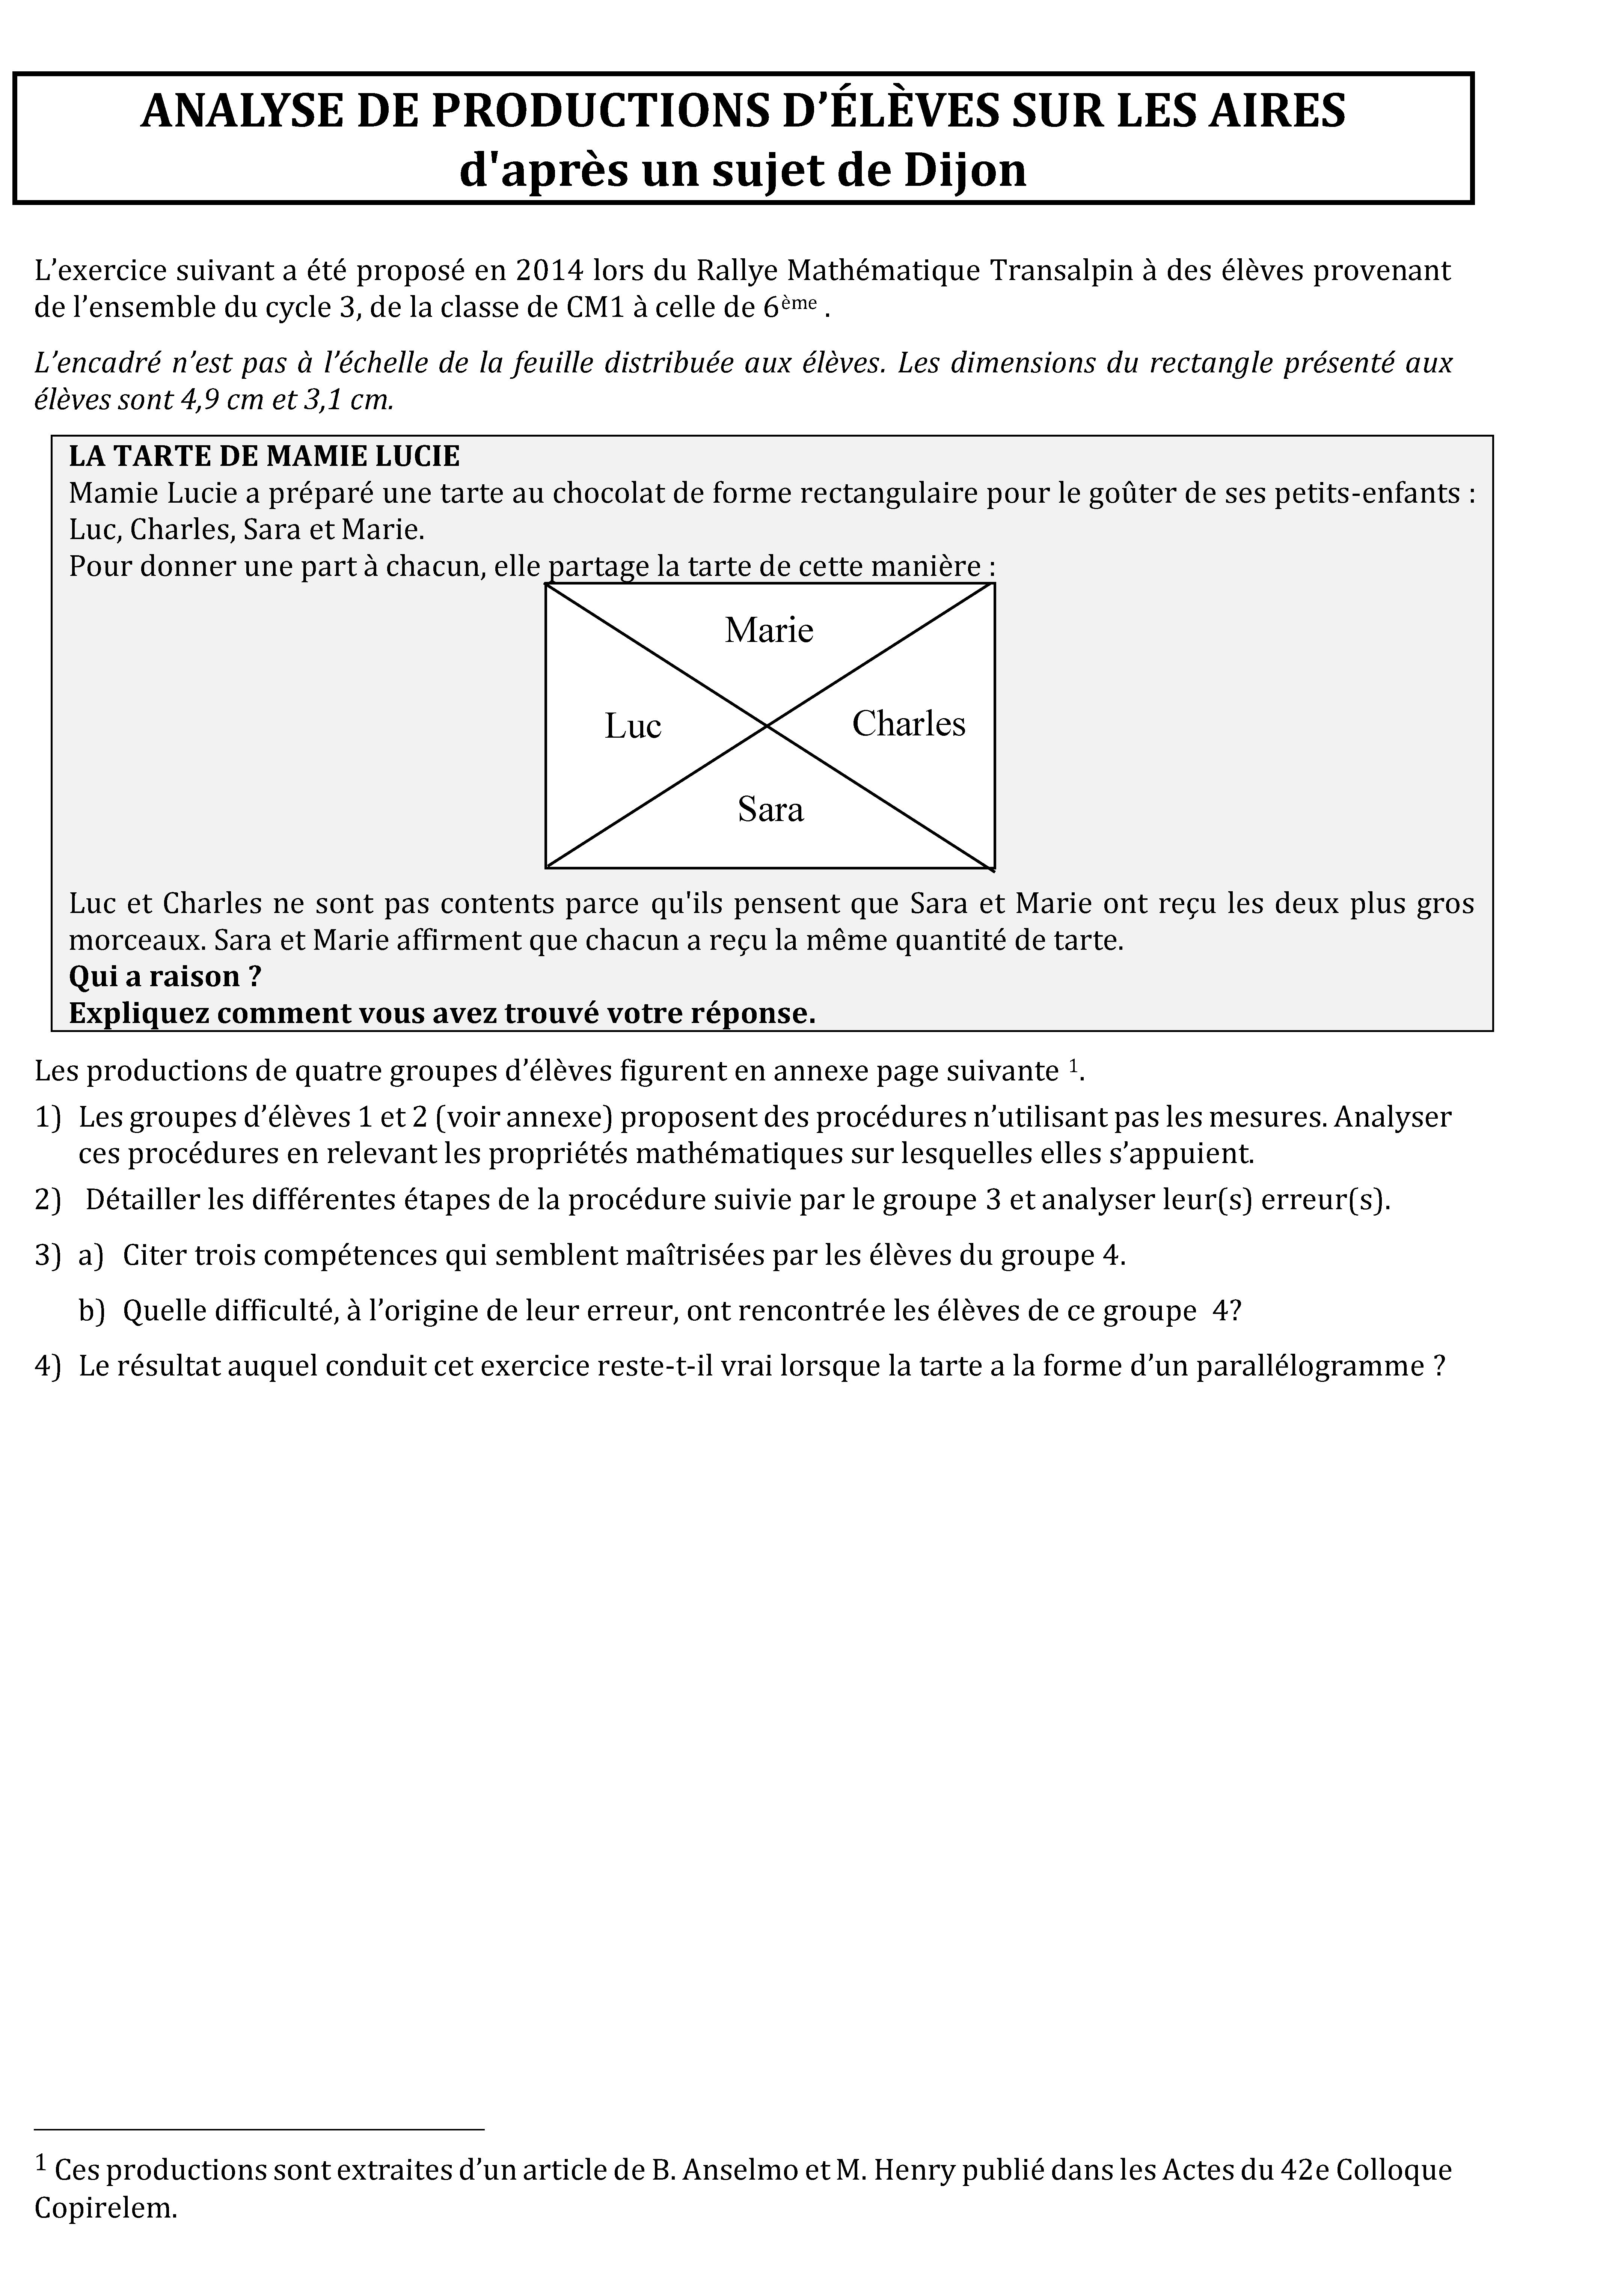 ANALYSE DE PRODUCTIONS D’ÉLÈVES SUR LES AIRES
d'après un sujet de Dijon
L’exercice suivant a été proposé en 2014 lors du Rallye Mathématique Transalpin à des élèves provenant
de l’ensemble du cycle 3, de la classe de CM1 à celle de 6ème .
L’encadré n’est pas à l’échelle de la feuille distribuée aux élèves. Les dimensions du rectangle présenté aux
élèves sont 4,9 cm et 3,1 cm.
LA TARTE DE MAMIE LUCIE
Mamie Lucie a préparé une tarte au chocolat de forme rectangulaire pour le goûter de ses petits-enfants :
Luc, Charles, Sara et Marie.
Pour donner une part à chacun, elle partage la tarte de cette manière :
Marie
Luc
Charles
Sara
Luc et Charles ne sont pas contents parce qu'ils pensent que Sara et Marie ont reçu les deux plus gros
morceaux. Sara et Marie affirment que chacun a reçu la même quantité de tarte.
Qui a raison ?
Expliquez comment vous avez trouvé votre réponse.
Les productions de quatre groupes d’élèves figurent en annexe page suivante 1.
1) Les groupes d’élèves 1 et 2 (voir annexe) proposent des procédures n’utilisant pas les mesures. Analyser
ces procédures en relevant les propriétés mathématiques sur lesquelles elles s’appuient.
2) Détailler les différentes étapes de la procédure suivie par le groupe 3 et analyser leur(s) erreur(s).
3) a) Citer trois compétences qui semblent maîtrisées par les élèves du groupe 4.
b) Quelle difficulté, à l’origine de leur erreur, ont rencontrée les élèves de ce groupe 4?
4) Le résultat auquel conduit cet exercice reste-t-il vrai lorsque la tarte a la forme d’un parallélogramme ?
1 Ces productions sont extraites d’un article de B. Anselmo et M. Henry publié dans les Actes du 42e Colloque
Copirelem.